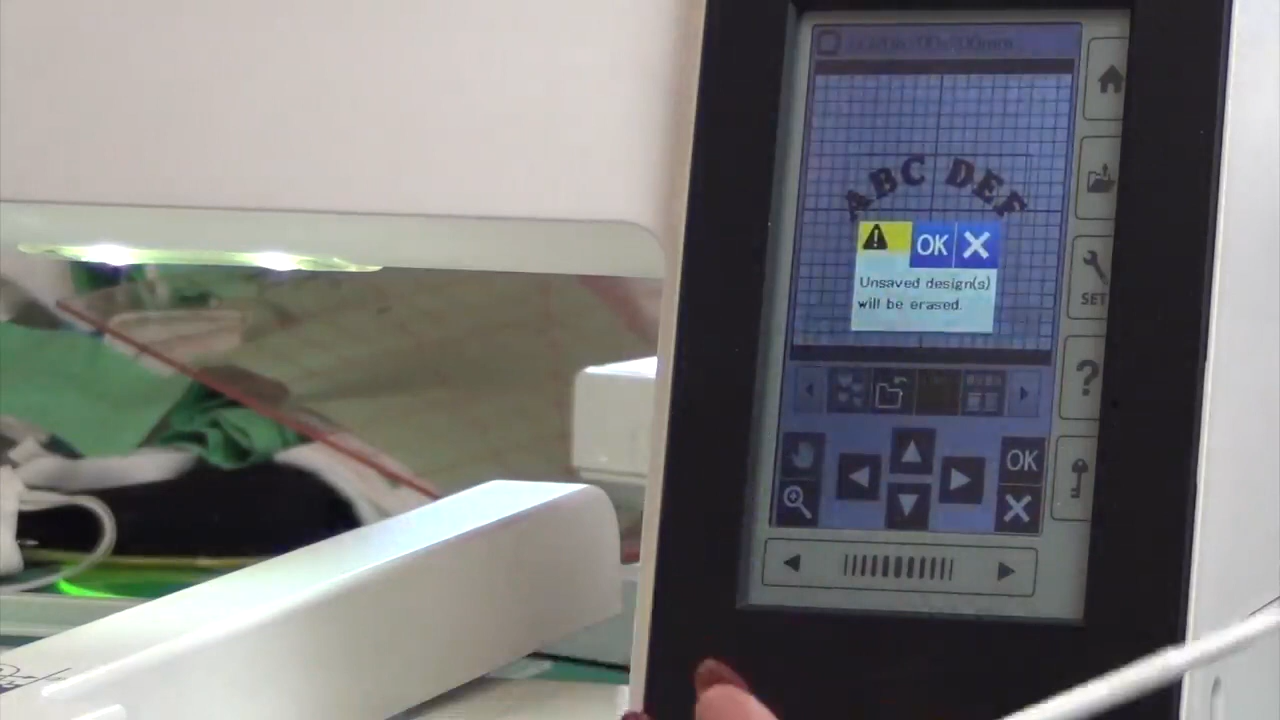 ABC DEF
OK
Unsaved design(s)
will be erased.
SET
?
OK